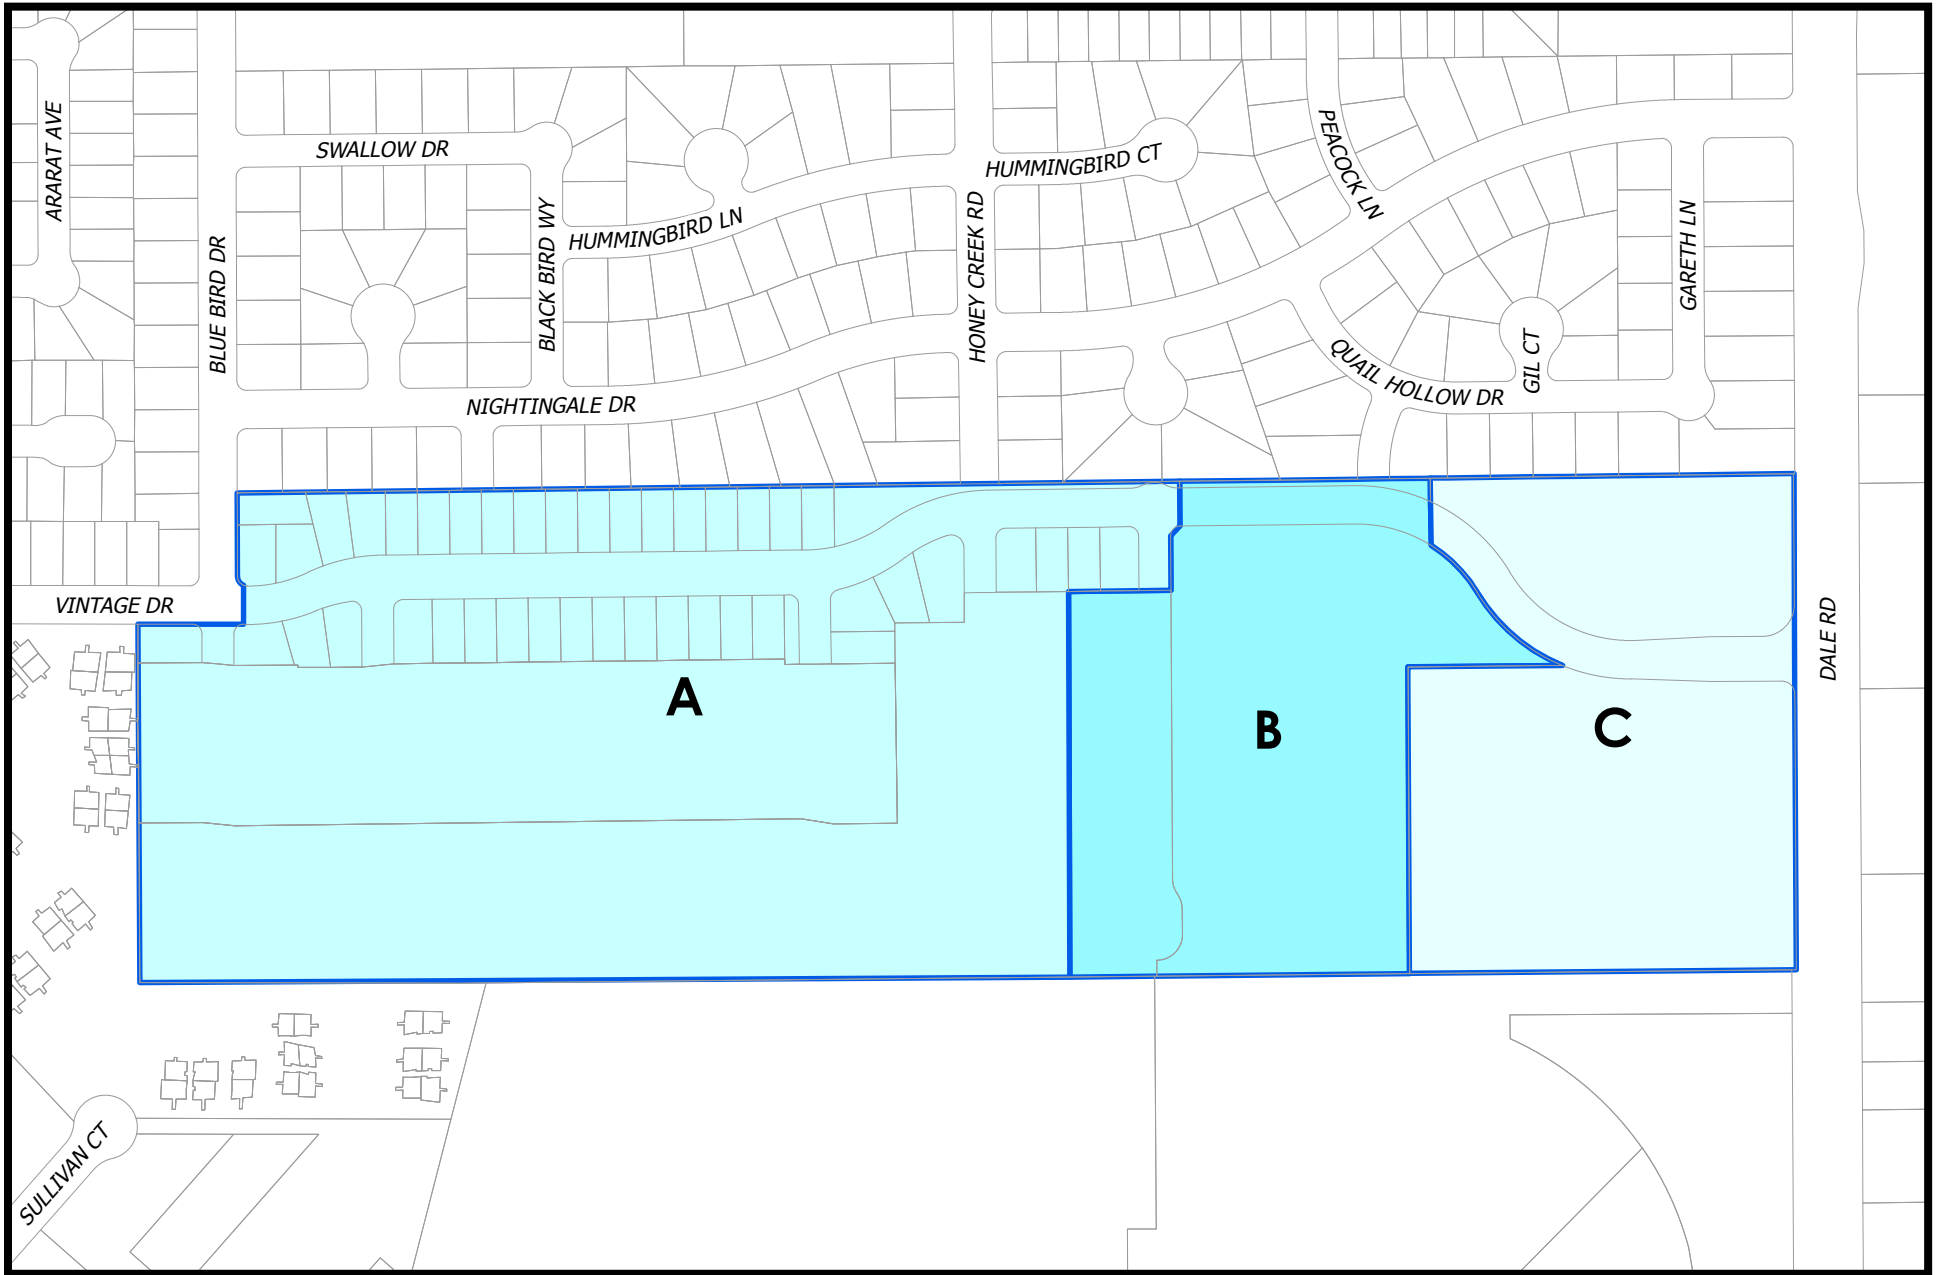 ARARAT AVE
SWALLOW DR
HUMMINGBIRD CT
PEACOCK LN
BLUE BIRD DR
BLACK BIRD WY
HUMMINGBIRD LN
HONEY CREEK RD
GARETH LN
GIL CT
QUAIL HOLLOW DR
NIGHTINGALE DR
VINTAGE DR
DALE RD
A
B
C
SULLIVAN CT